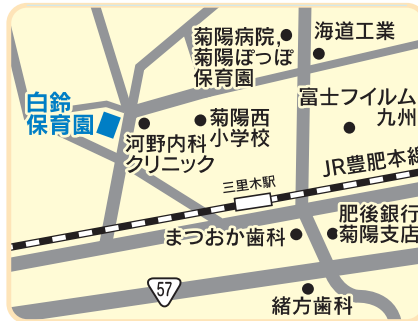 菊陽病院,
菊陽ぽっぽ
保育園
海道工業
白鈴
保育園
富士フイルム
九州
河野内科
クリニック
菊陽西
小学校
JR豊肥本線
三里木駅
まつおか歯科
肥後銀行
菊陽支店
57
緒方歯科